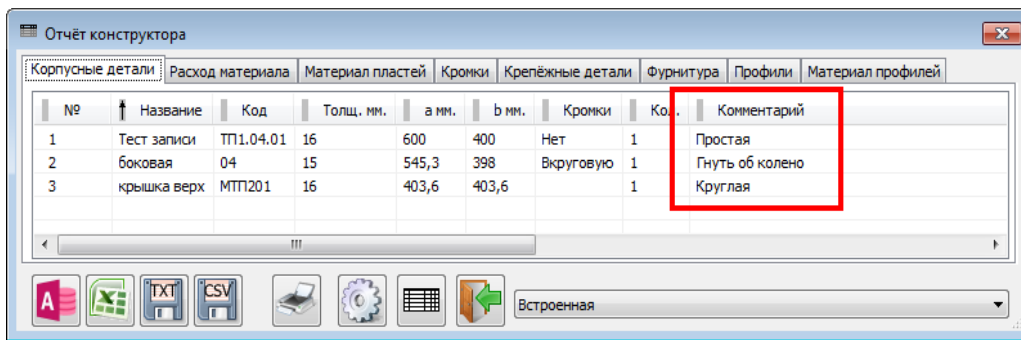 Отчёт конструктора
Корпусные детали Расход материала Материал пластей Кромки Крепёжные детали Фурнитура Профили Материал профилей
№ Название Код Толщ. мм. a мм. b мм. Кромки Кол. Комментарий
1 Тест записи ТП1.04.01 16 600 400 Нет 1 Простая
2 боковая 04 15 545,3 398 Вкруговую 1 Гнуть об колено
3 крышка верх МТП201 16 403,6 403,6 1 Круглая
A X TXT CSV Встроенная